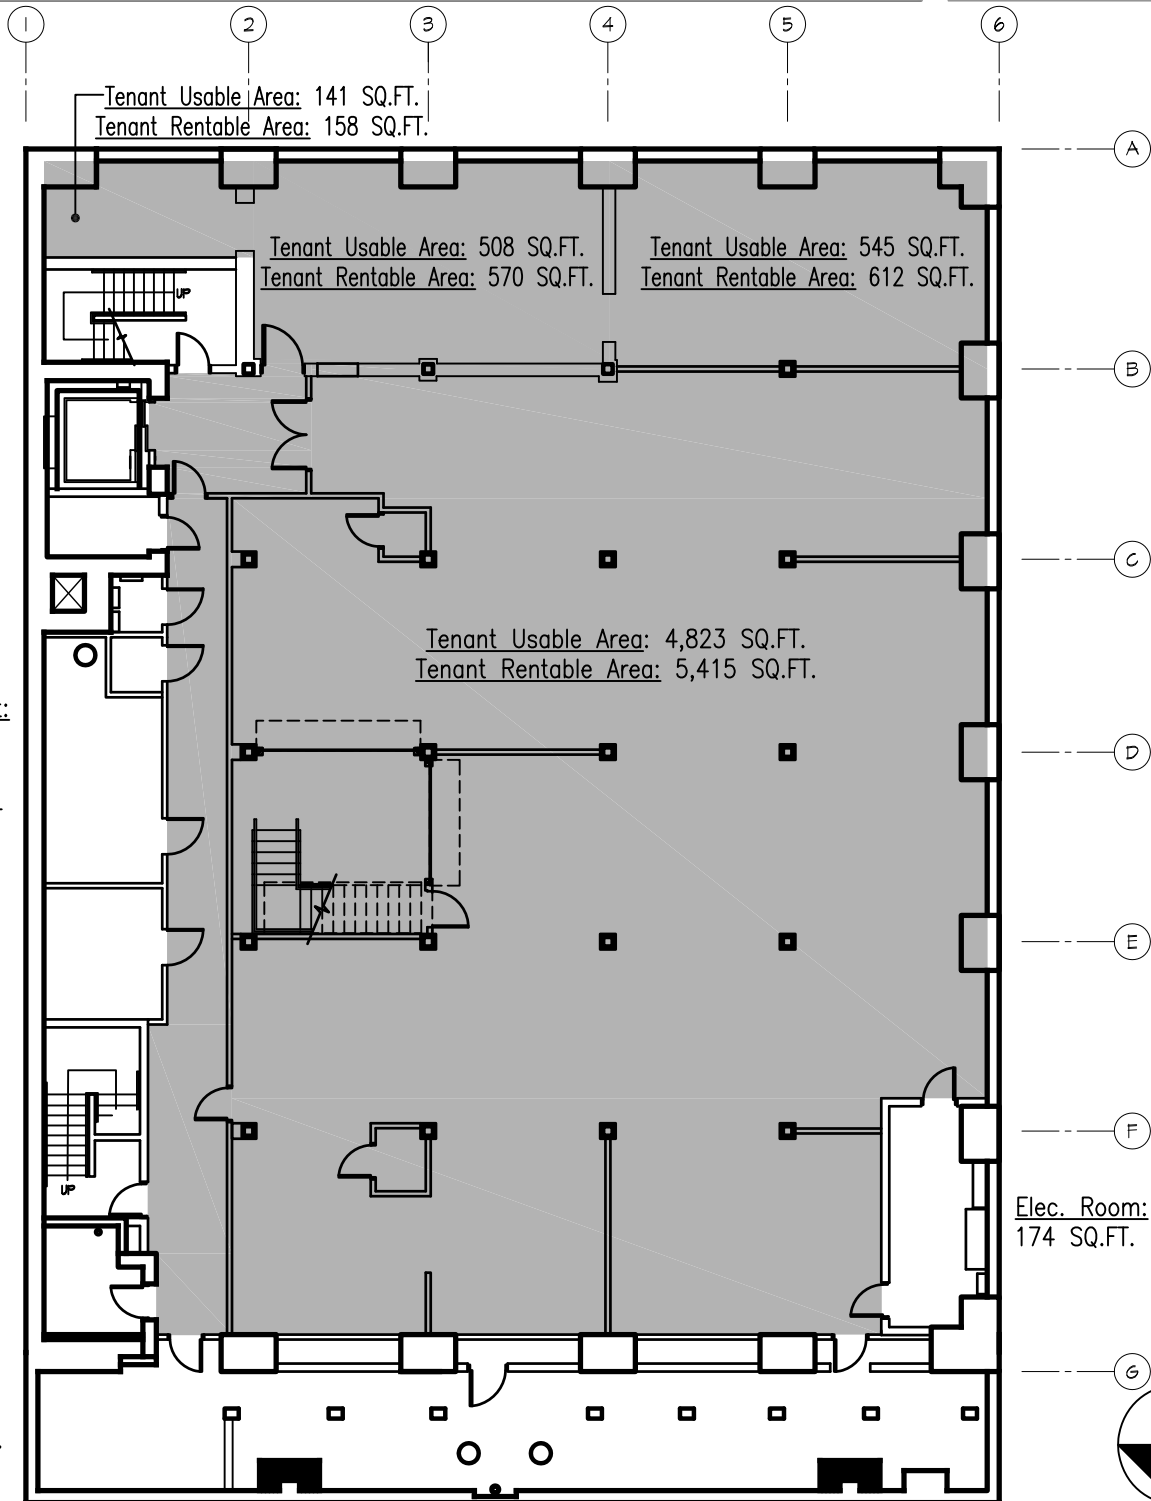 1 2 3 4 5 6
Tenant Usable Area: 141 SQ.FT.
Tenant Rentable Area: 158 SQ.FT.
A
Tenant Usable Area: 508 SQ.FT.
Tenant Rentable Area: 570 SQ.FT.
Tenant Usable Area: 545 SQ.FT.
Tenant Rentable Area: 612 SQ.FT.
UP
B
C
Tenant Usable Area: 4,823 SQ.FT.
Tenant Rentable Area: 5,415 SQ.FT.
D
E
F
UP
Elec. Room:
174 SQ.FT.
G